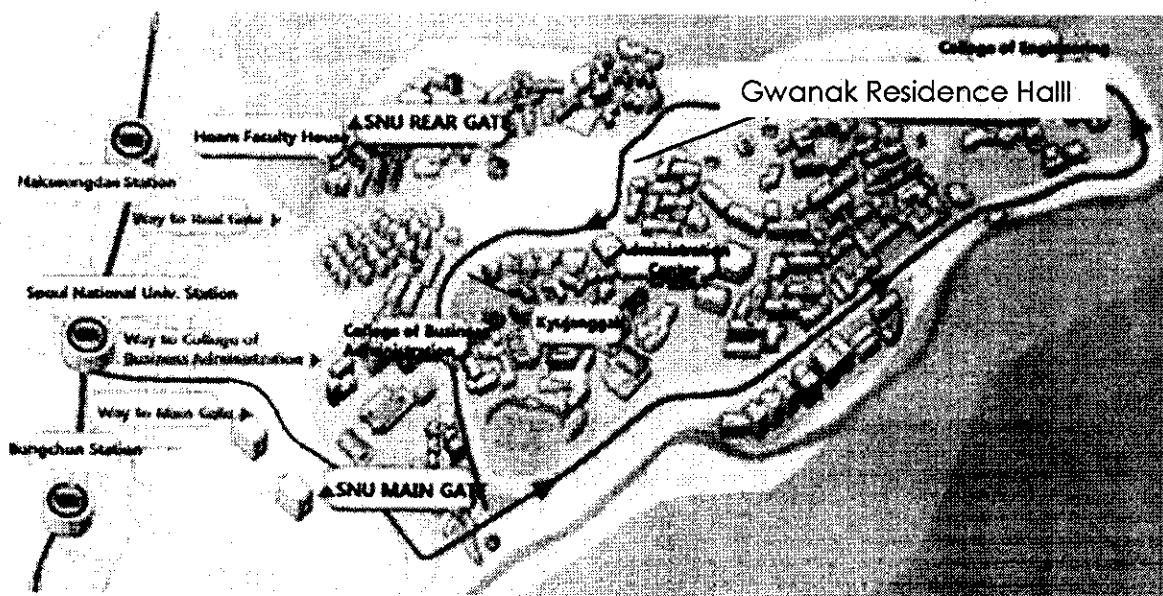 College of Engineering
Gwanak Residence Halll
SNU REAR GATE
Hoam Faculty House
Nakseongdae Station
Way to Rear Gate
Administration
Center
Seoul National Univ. Station
Way to College of
Business Administration
College of Business
Administration
Kyujanggak
Way to Main Gate
Bongchun Station
SNU MAIN GATE